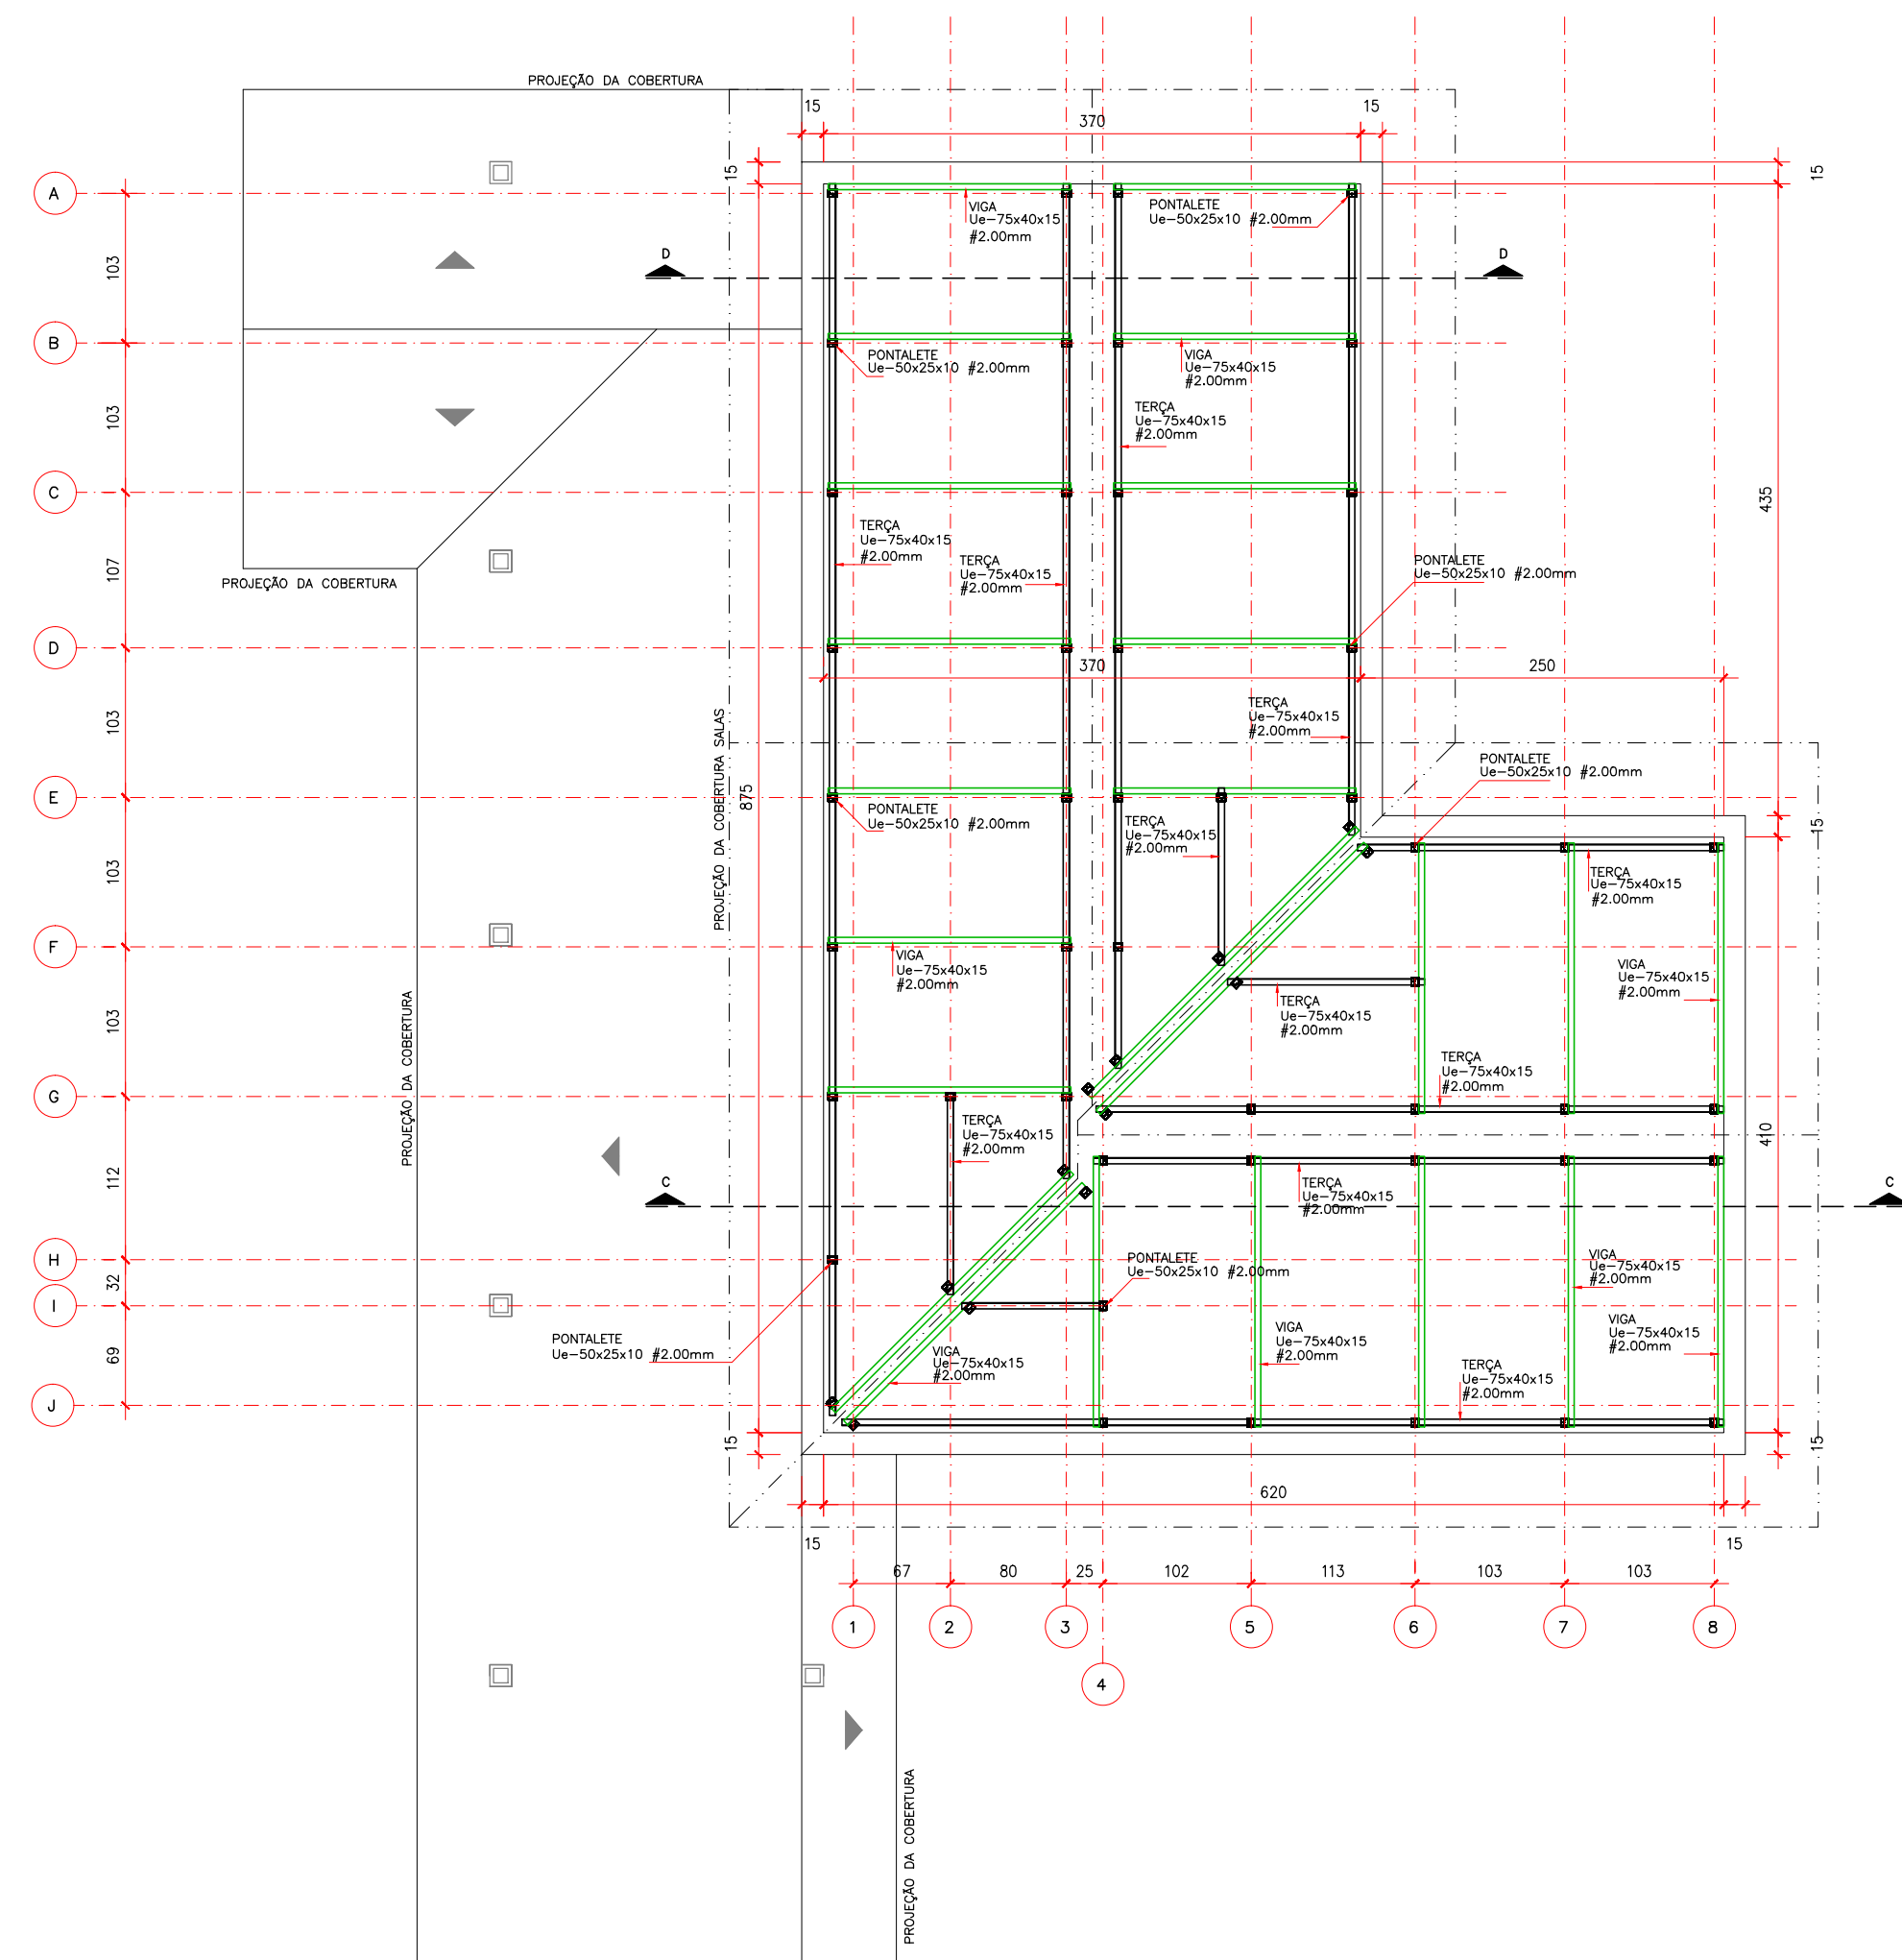 PROJEÇÃO DA COBERTURA
15
370
15
15
15
A
VIGA
Ue-75x40x15
#2.00mm
PONTALETE
Ue-50x25x10 #2.00mm
D
D
103
B
PONTALETE
Ue-50x25x10 #2.00mm
VIGA
Ue-75x40x15
#2.00mm
103
TERÇA
Ue-75x40x15
#2.00mm
C
435
TERÇA
Ue-75x40x15
#2.00mm
TERÇA
Ue-75x40x15
#2.00mm
PONTALETE
Ue-50x25x10 #2.00mm
107
PROJEÇÃO DA COBERTURA
D
370
250
103
TERÇA
Ue-75x40x15
#2.00mm
PROJEÇÃO DA COBERTURA SALAS
875
PONTALETE
Ue-50x25x10 #2.00mm
E
PONTALETE
Ue-50x25x10 #2.00mm
TERÇA
Ue-75x40x15
#2.00mm
15
103
TERÇA
Ue-75x40x15
#2.00mm
F
VIGA
Ue-75x40x15
#2.00mm
VIGA
Ue-75x40x15
#2.00mm
TERÇA
Ue-75x40x15
#2.00mm
103
PROJEÇÃO DA COBERTURA
TERÇA
Ue-75x40x15
#2.00mm
G
TERÇA
Ue-75x40x15
#2.00mm
410
112
C
TERÇA
Ue-75x40x15
#2.00mm
C
H
PONTALETE
Ue-50x25x10 #2.00mm
VIGA
Ue-75x40x15
#2.00mm
32
I
PONTALETE
Ue-50x25x10 #2.00mm
VIGA
Ue-75x40x15
#2.00mm
VIGA
Ue-75x40x15
#2.00mm
VIGA
Ue-75x40x15
#2.00mm
TERÇA
Ue-75x40x15
#2.00mm
69
J
15
15
620
15
15
67
80
25
102
113
103
103
1
2
3
5
6
7
8
4
PROJEÇÃO DA COBERTURA